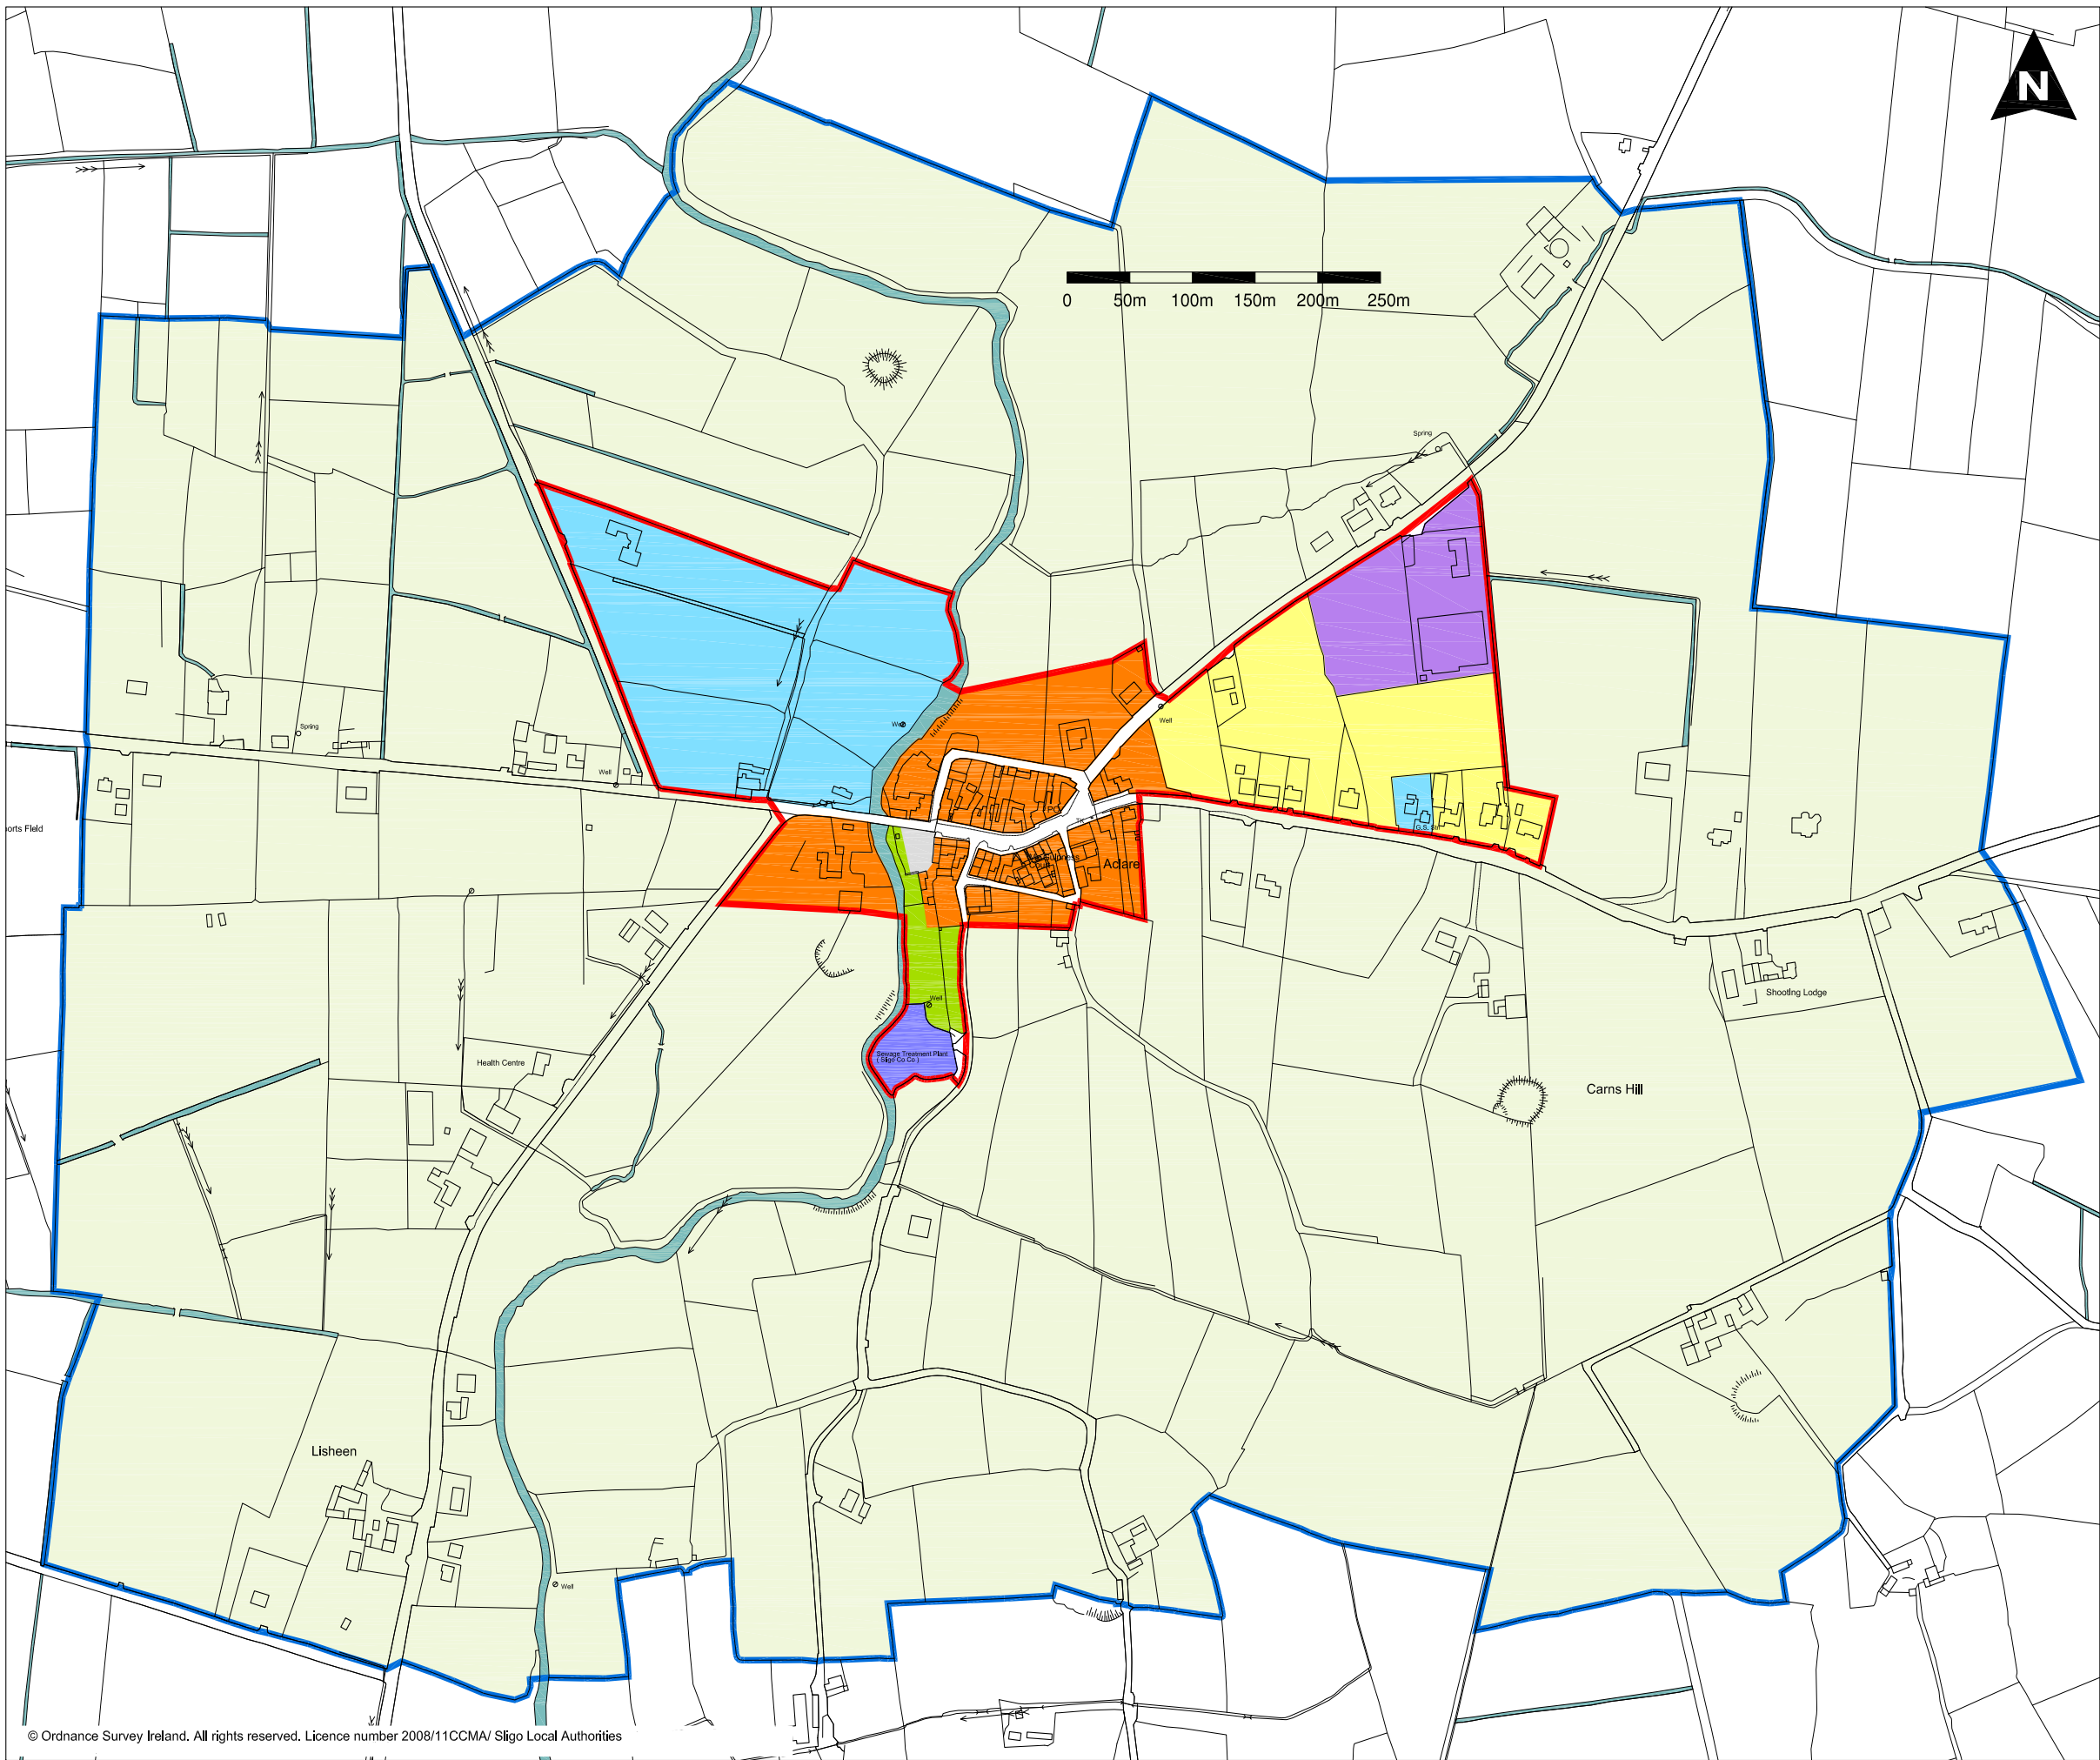 N
0 50m 100m 150m 200m 250m
Spring
Well
Well
Spring
Well
PO
G.S. Stn
orts Field
Aclare
Well
Shooting Lodge
Sewage Treatment Plant
( Sligo Co Co )
Health Centre
Carns Hill
Lisheen
Well
© Ordnance Survey Ireland. All rights reserved. Licence number 2008/11CCMA/ Sligo Local Authorities